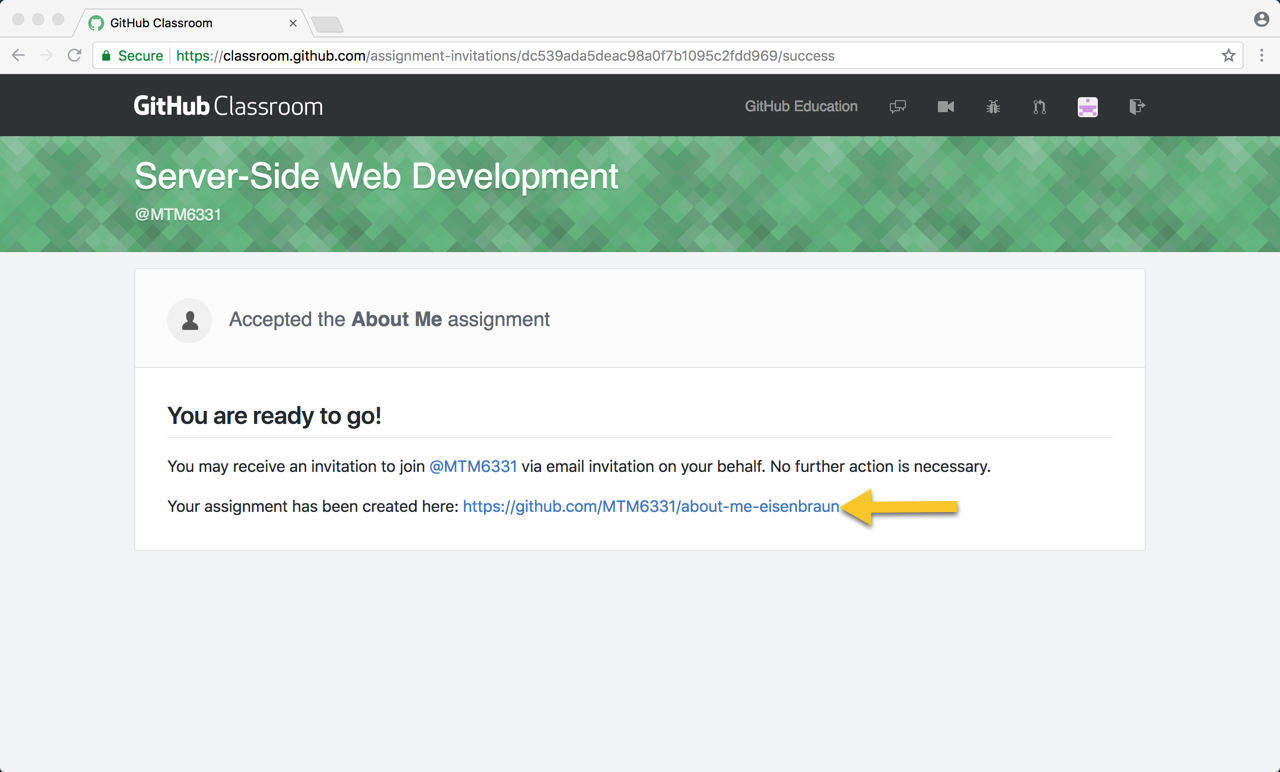 GitHub Classroom
Secure https://classroom.github.com/assignment-invitations/dc539ada5deac98a0f7b1095c2fdd969/success
GitHub Classroom GitHub Education
Server-Side Web Development
@MTM6331
Accepted the About Me assignment
You are ready to go!
You may receive an invitation to join @MTM6331 via email invitation on your behalf. No further action is necessary.
Your assignment has been created here: https://github.com/MTM6331/about-me-eisenbraun